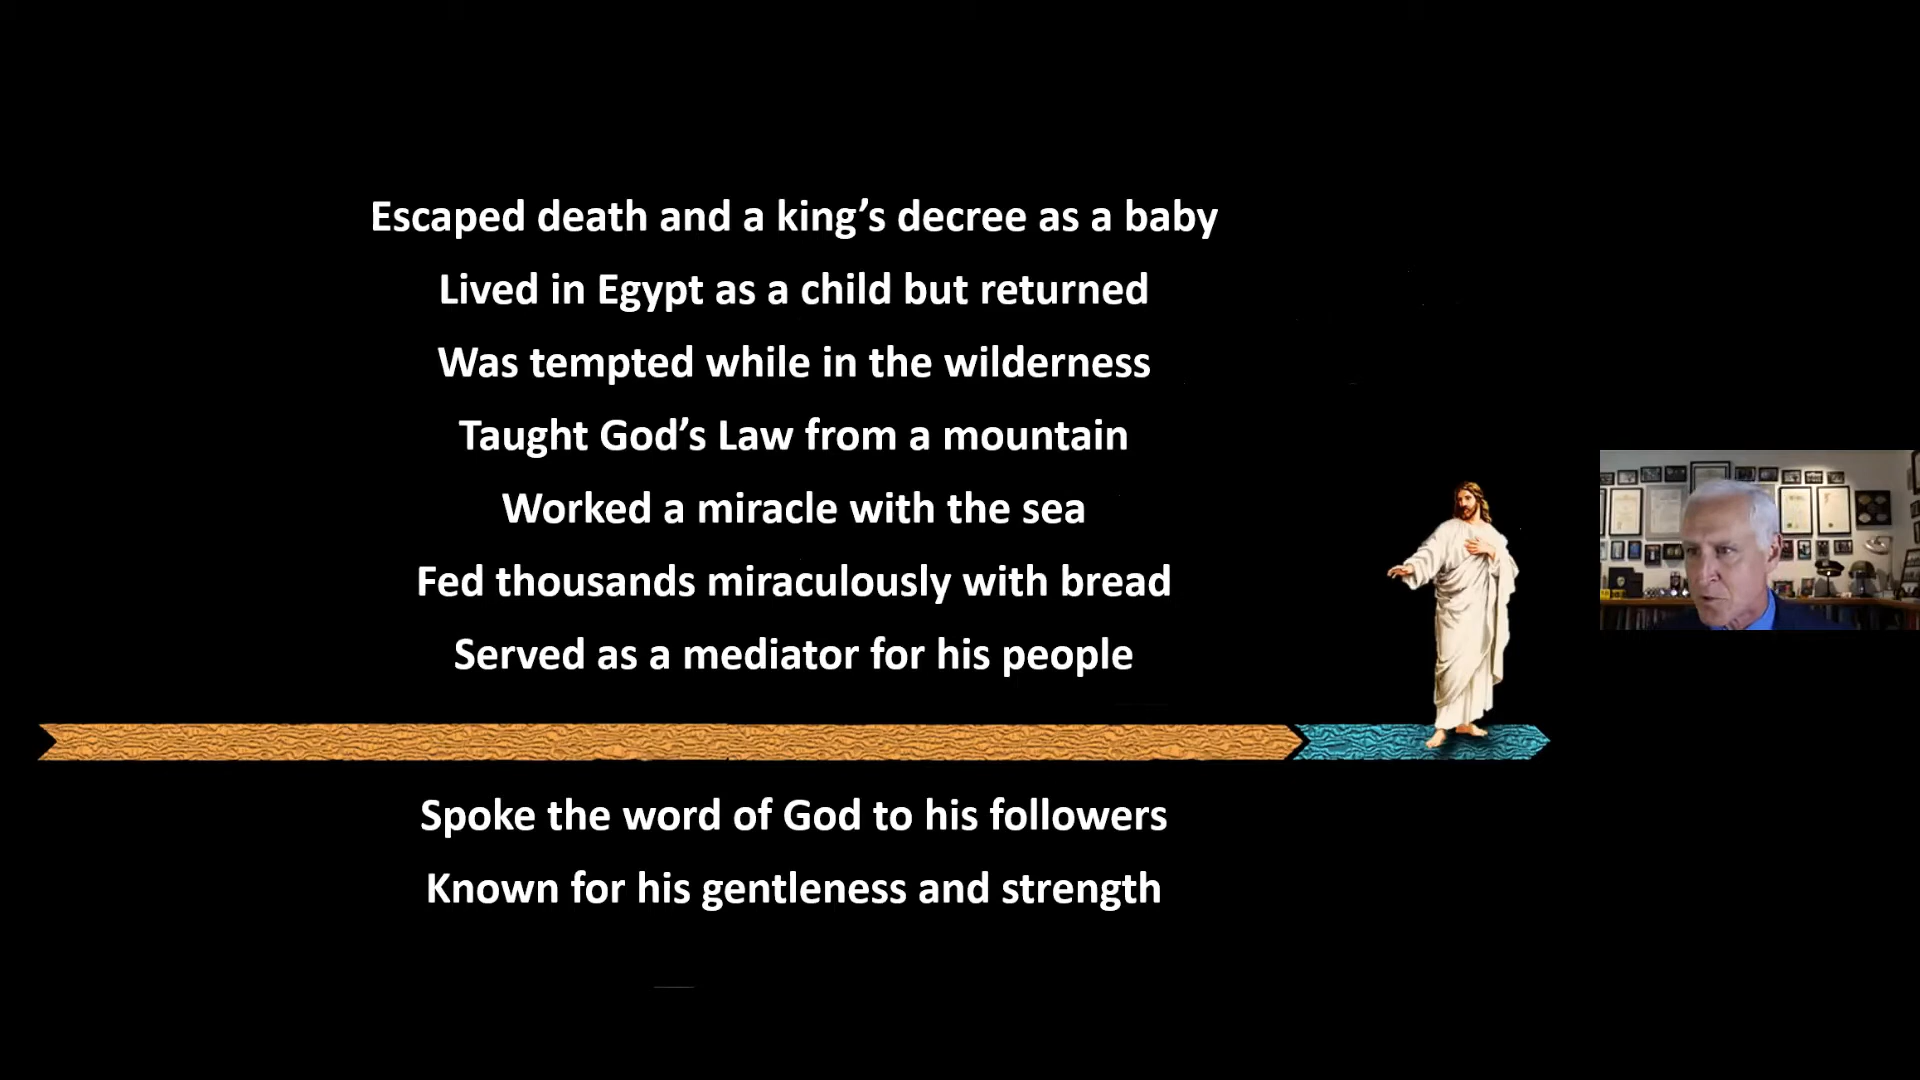 Escaped death and a king’s decree as a baby
Lived in Egypt as a child but returned
Was tempted while in the wilderness
Taught God’s Law from a mountain
Worked a miracle with the sea
Fed thousands miraculously with bread
Served as a mediator for his people
Spoke the word of God to his followers
Known for his gentleness and strength